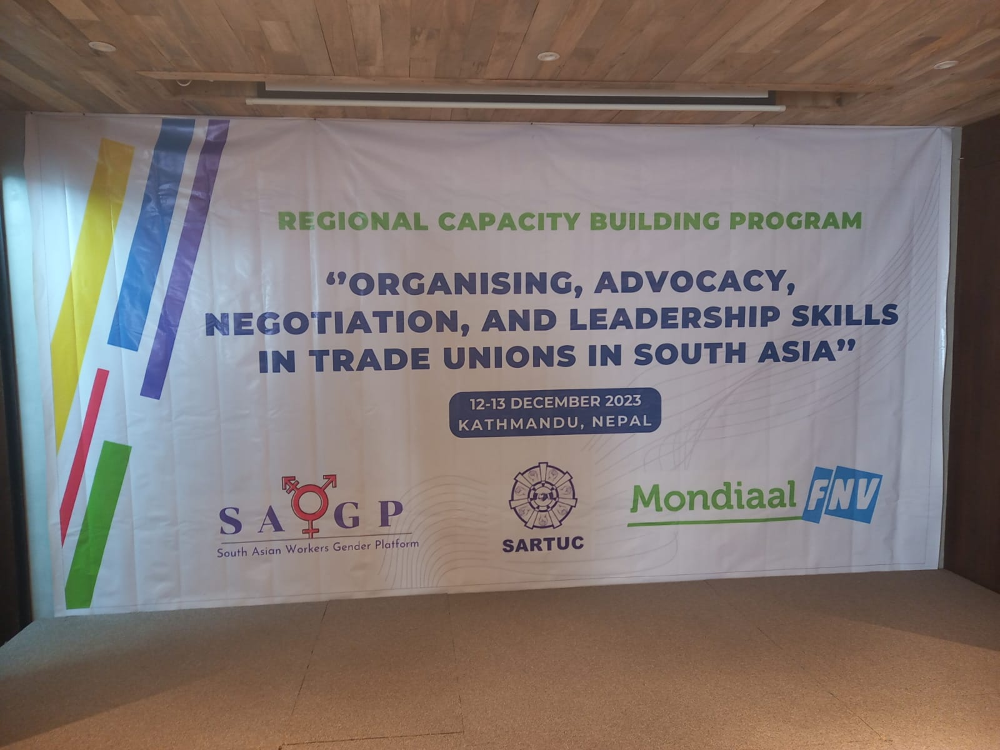 REGIONAL CAPACITY BUILDING PROGRAM
‘’ORGANISING, ADVOCACY,
NEGOTIATION, AND LEADERSHIP SKILLS
IN TRADE UNIONS IN SOUTH ASIA’’
12-13 DECEMBER 2023
KATHMANDU, NEPAL
SAGP
South Asian Workers Gender Platform
SARTUC
Mondiaal FNV